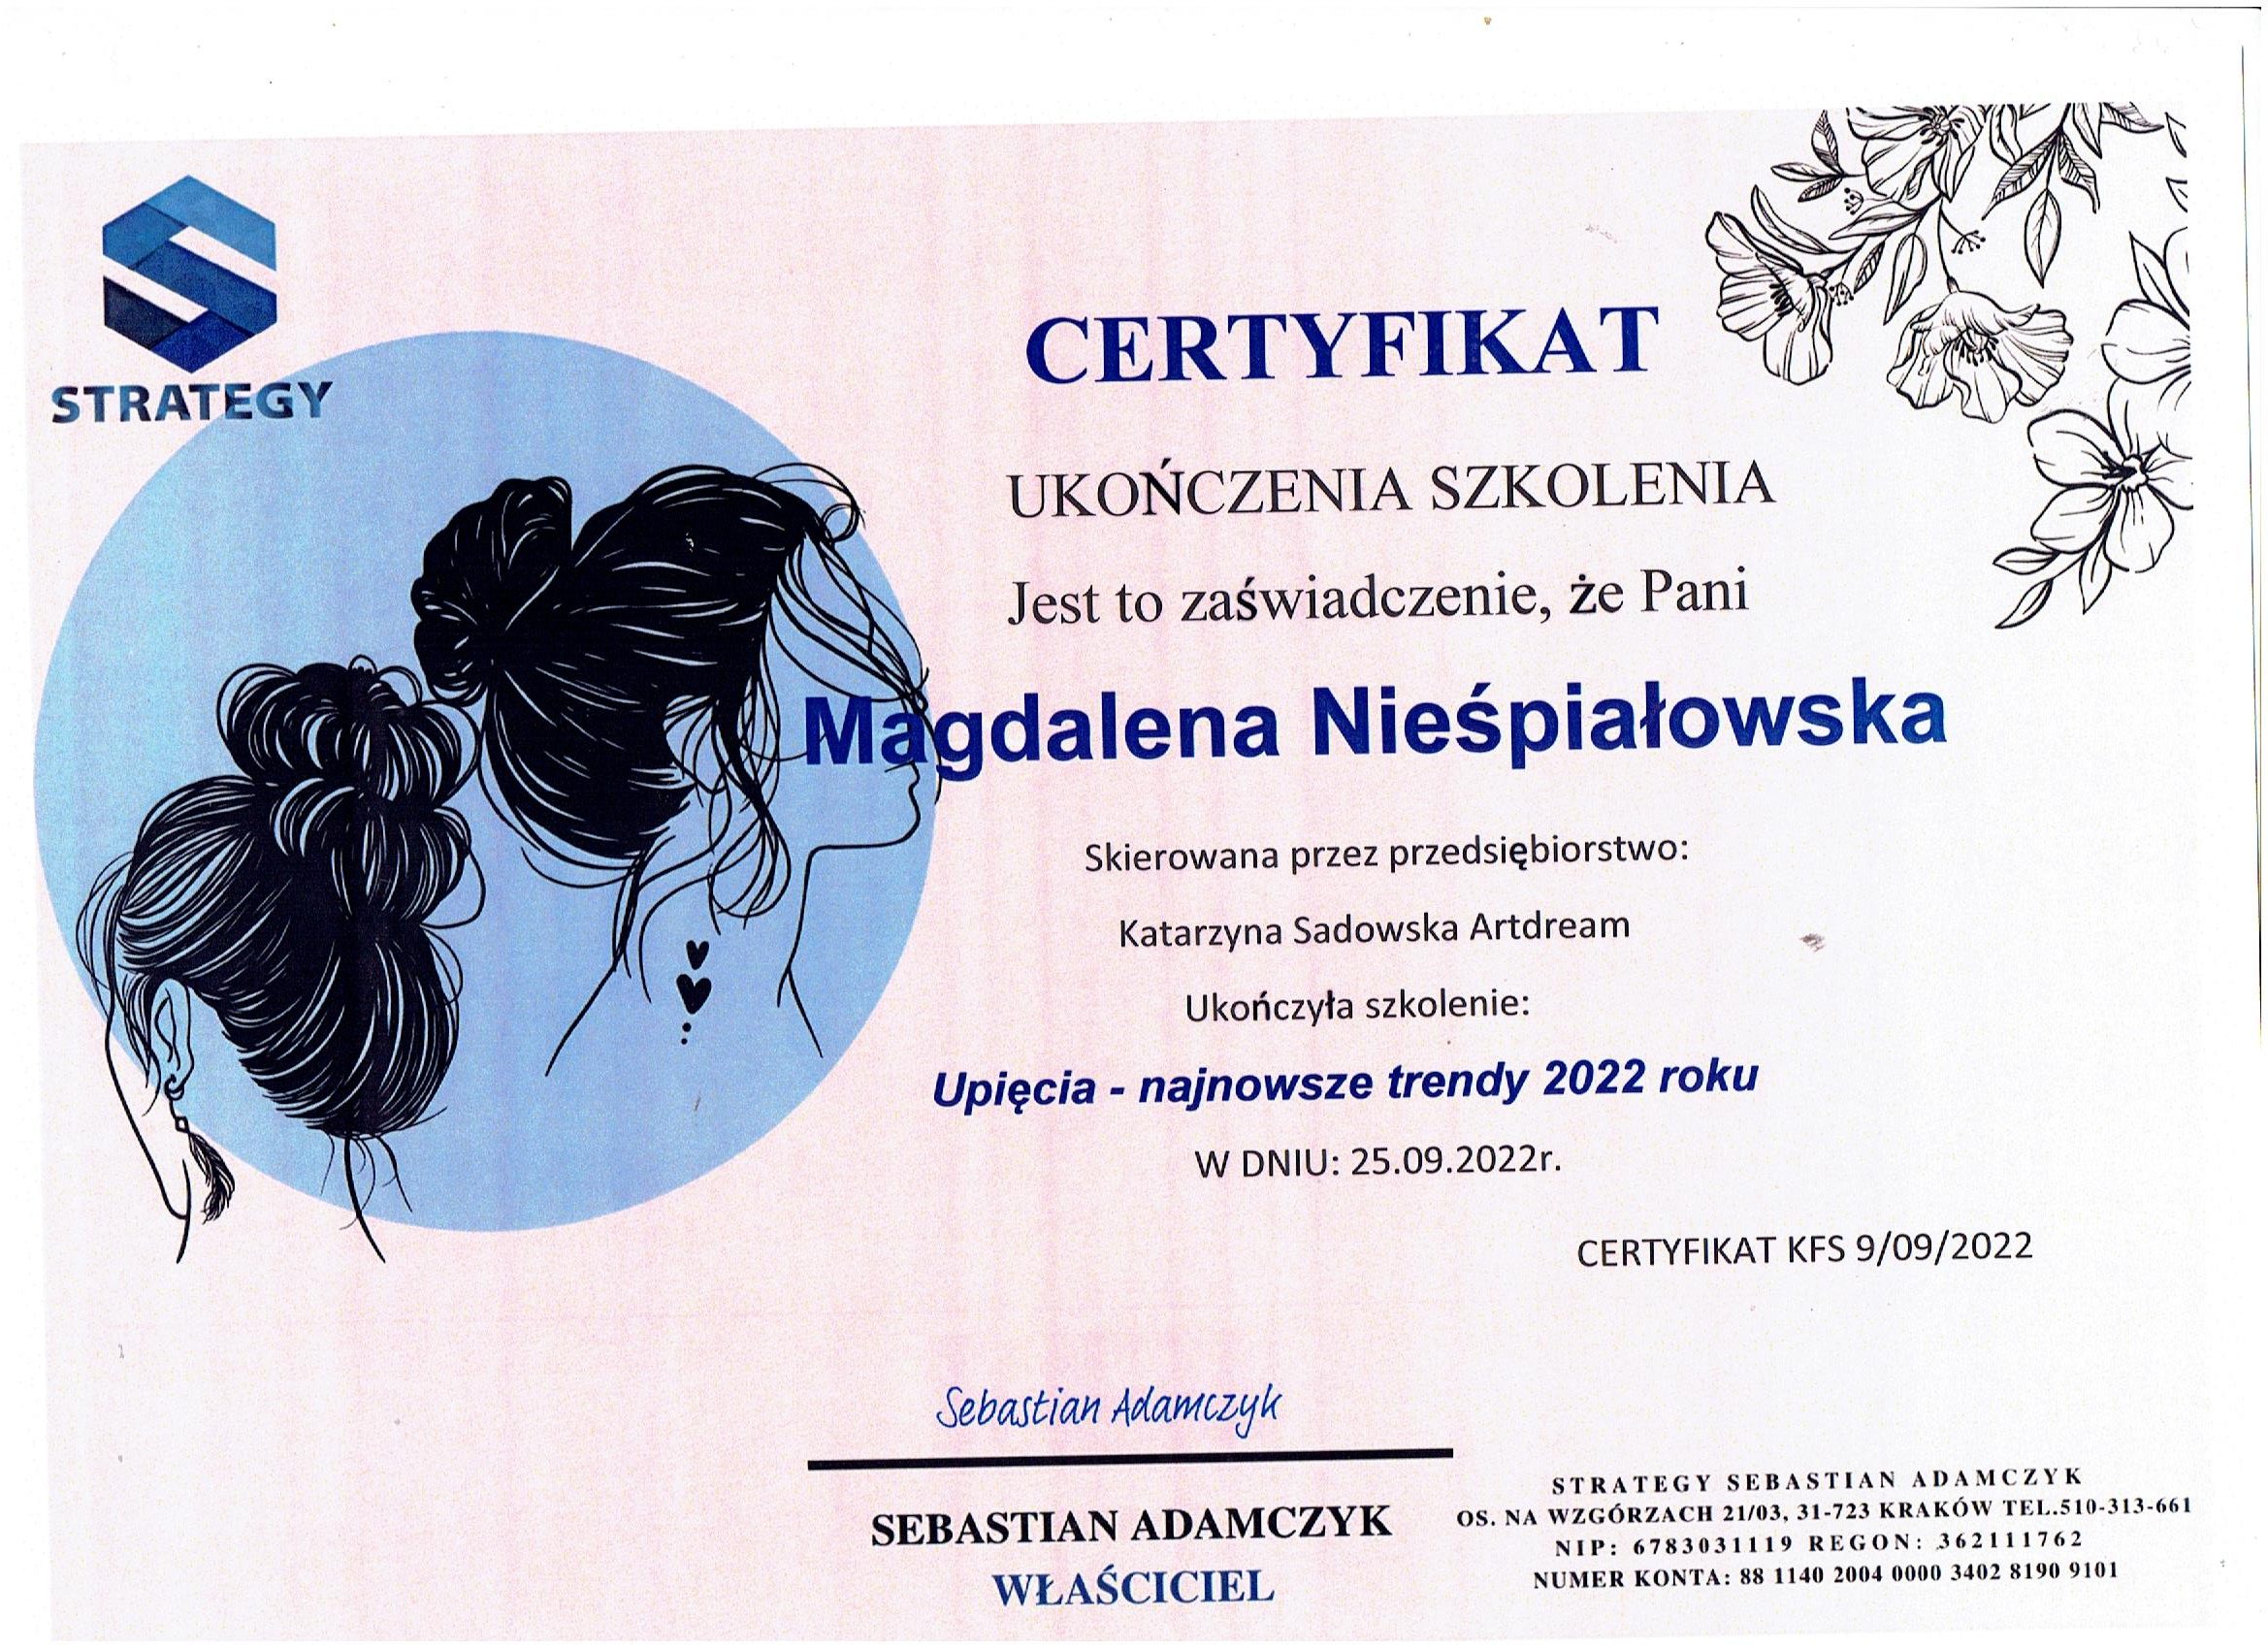 STRATEGY
CERTYFIKAT
UKOŃCZENIA SZKOLENIA
Jest to zaświadczenie, że Pani
Magdalena Nieśpiałowska
Skierowana przez przedsiębiorstwo:
Katarzyna Sadowska Artdream
Ukończyła szkolenie:
Upięcia - najnowsze trendy 2022 roku
W DNIU: 25.09.2022r.
CERTYFIKAT KFS 9/09/2022
Sebastian Adamczyk
SEBASTIAN ADAMCZYK
WŁAŚCICIEL
STRATEGY SEBASTIAN ADAMCZYK
OS. NA WZGÓRZACH 21/03, 31-723 KRAKÓW TEL.510-313-661
NIP: 6783031119 REGON: 362111762
NUMER KONTA: 88 1140 2004 0000 3402 8190 9101